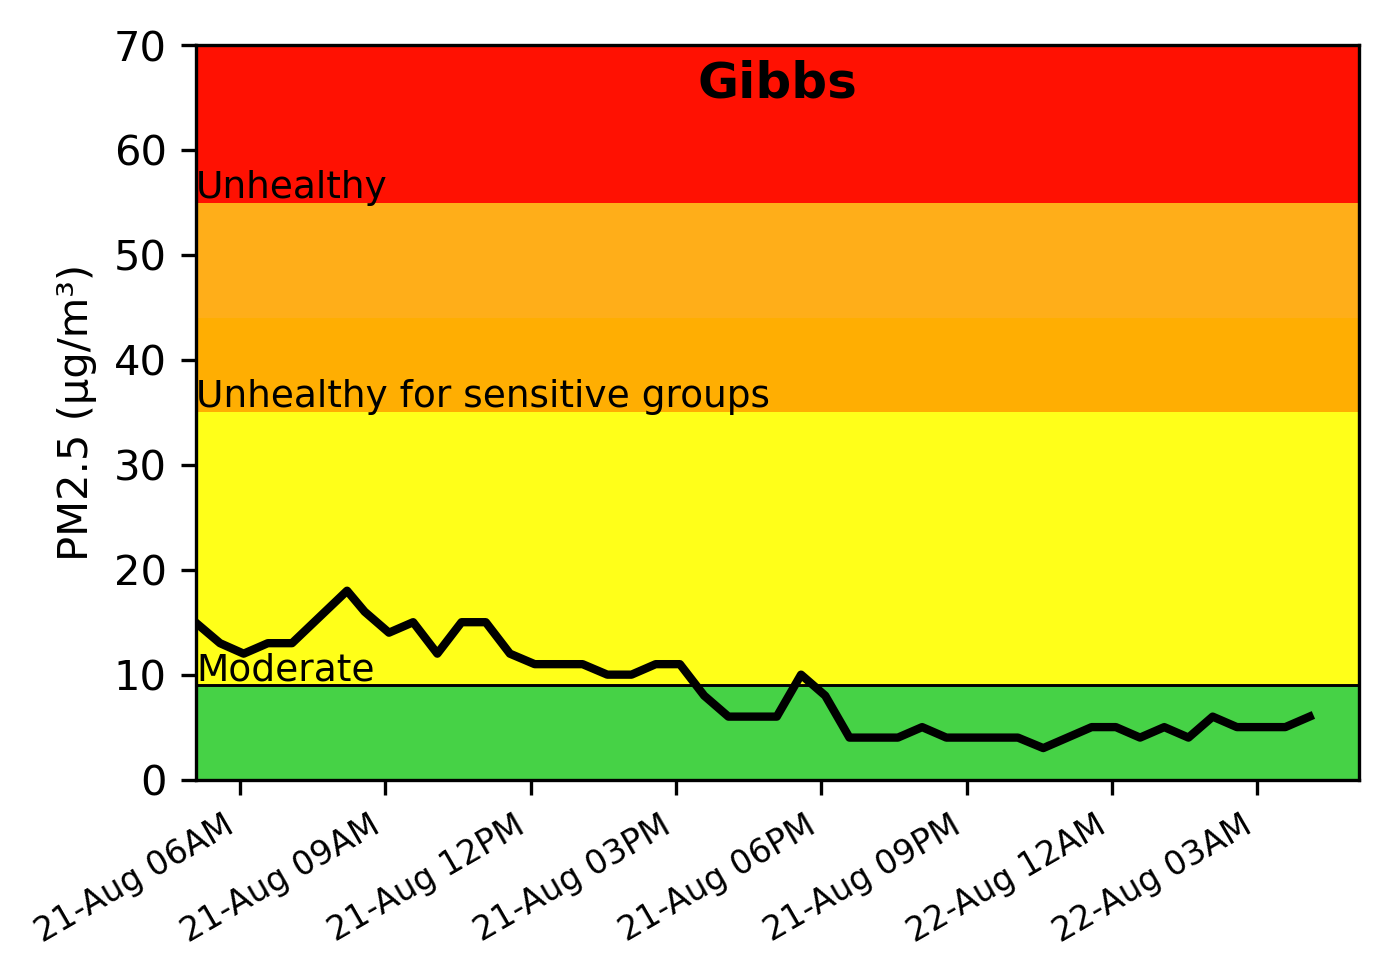 Gibbs
PM2.5 (µg/m³)
70
60
50
40
30
20
10
0
Unhealthy
Unhealthy for sensitive groups
Moderate
21-Aug 06AM
21-Aug 09AM
21-Aug 12PM
21-Aug 03PM
21-Aug 06PM
21-Aug 09PM
22-Aug 12AM
22-Aug 03AM